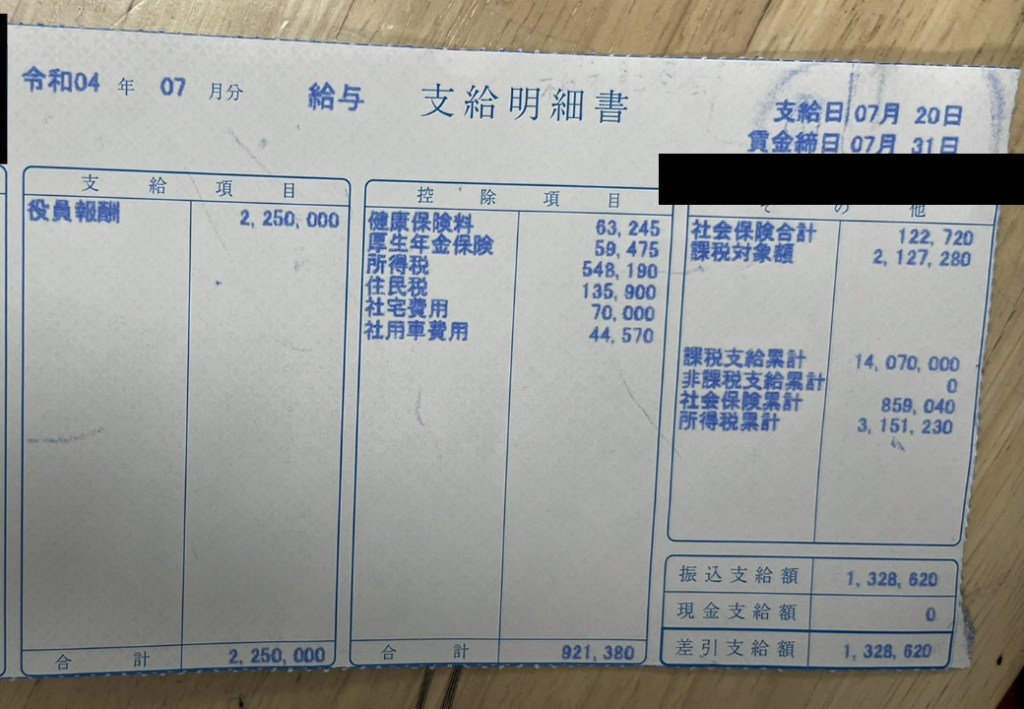 令和04年 07月分 給与 支給明細書
支給日 07月 20日
賃金締日 07月 31日
支給項目
役員報酬 2,250,000
合計 2,250,000
控除項目
健康保険料 63,245
厚生年金保険 59,475
所得税 548,190
住民税 135,900
社宅費用 70,000
社用車費用 44,570
合計 921,380
その他
社会保険合計 122,720
課税対象額 2,127,280
課税支給累計 14,070,000
非課税支給累計 0
社会保険累計 859,040
所得税累計 3,151,230
振込支給額 1,328,620
現金支給額 0
差引支給額 1,328,620